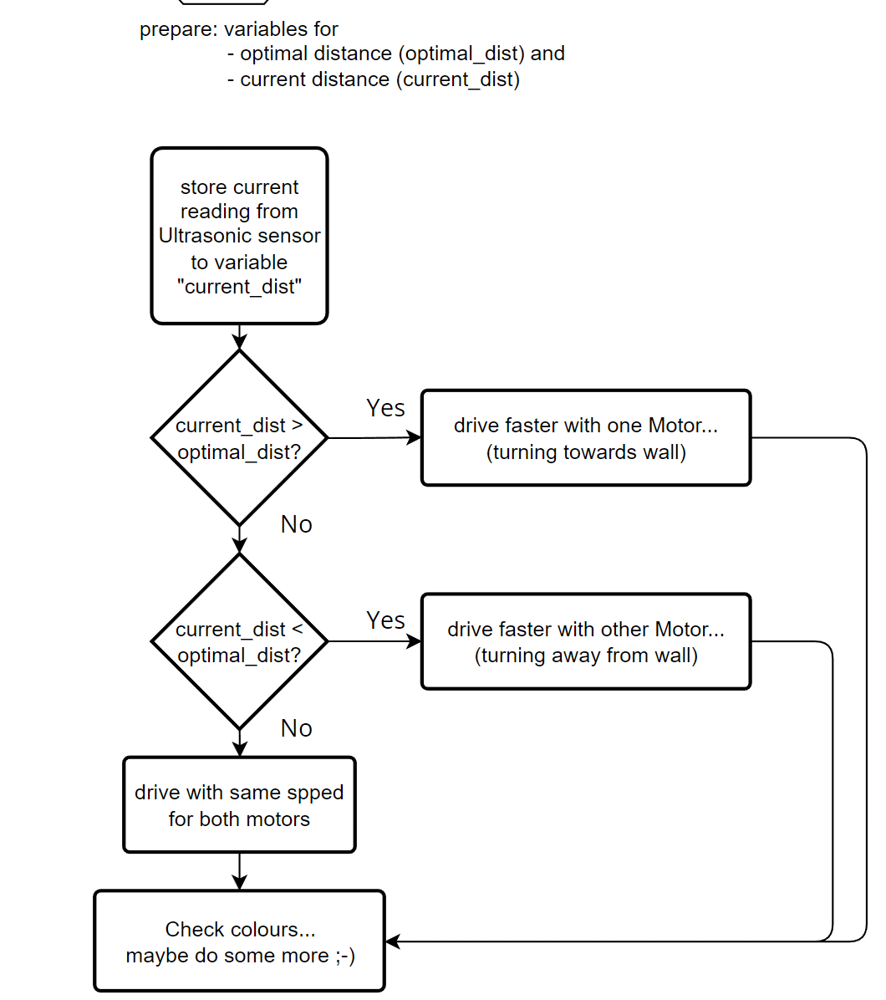 prepare: variables for
- optimal distance (optimal_dist) and
- current distance (current_dist)
store current
reading from
Ultrasonic sensor
to variable
"current_dist"
current_dist >
optimal_dist?
Yes
drive faster with one Motor...
(turning towards wall)
No
current_dist <
optimal_dist?
Yes
drive faster with other Motor...
(turning away from wall)
No
drive with same spped
for both motors
Check colours...
maybe do some more ;-)